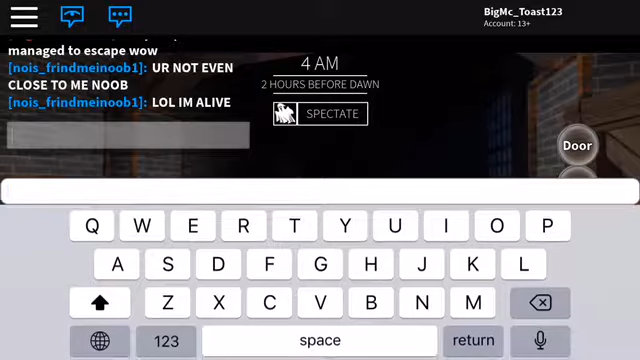 BigMc_Toast123
Account: 13+
managed to escape wow
[nois_frindmeinoob1]: UR NOT EVEN
CLOSE TO ME NOOB
[nois_frindmeinoob1]: LOL IM ALIVE
4 AM
2 HOURS BEFORE DAWN
SPECTATE
Door
Q W E R T Y U I O P
A S D F G H J K L
Z X C V B N M
123 space return